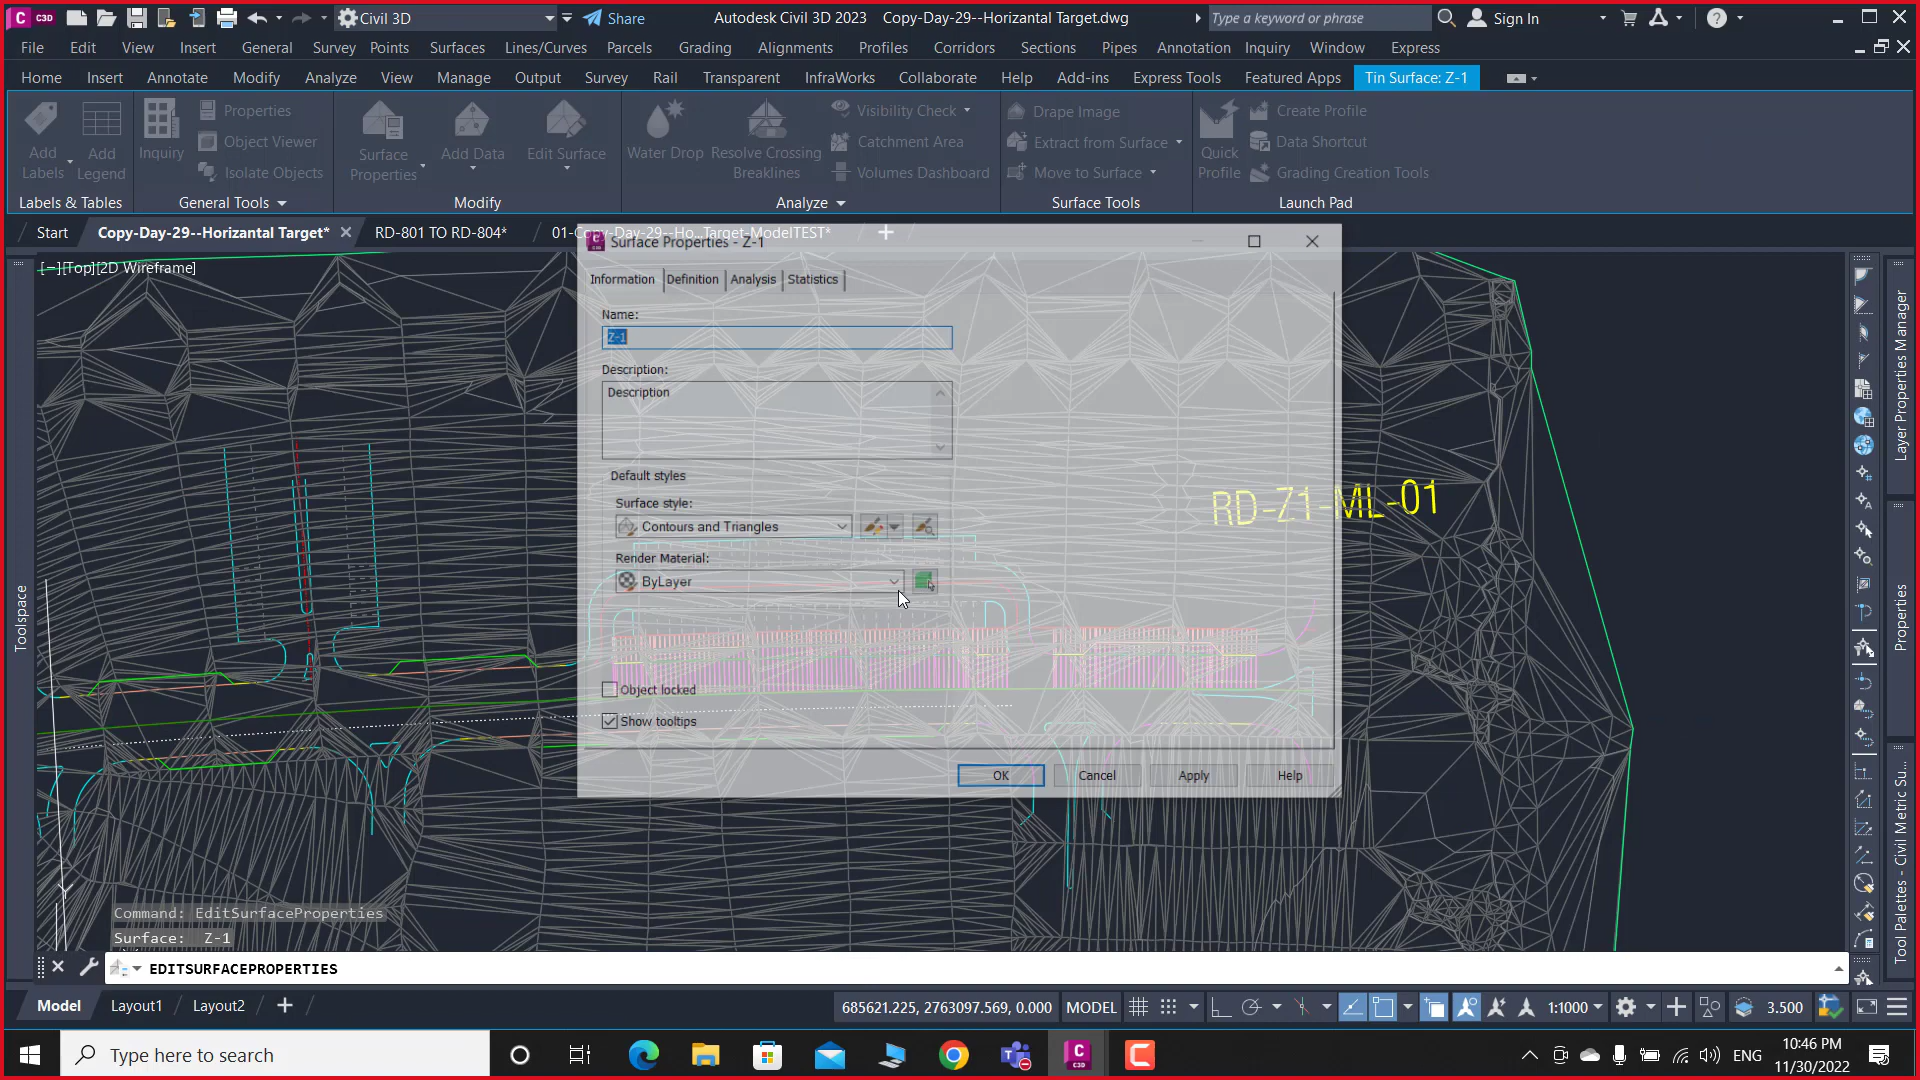 C3D Civil 3D Share Autodesk Civil 3D 2023 Copy-Day-29--Horizantal Target.dwg Type a keyword or phrase Sign In
File Edit View Insert General Survey Points Surfaces Lines/Curves Parcels Grading Alignments Profiles Corridors Sections Pipes Annotation Inquiry Window Express
Home Insert Annotate Modify Analyze View Manage Output Survey Rail Transparent InfraWorks Collaborate Help Add-ins Express Tools Featured Apps Tin Surface: Z-1
Add Labels
Add Legend
Inquiry
Properties
Object Viewer
Isolate Objects
Surface Properties
Add Data
Edit Surface
Water Drop
Resolve Crossing Breaklines
Visibility Check
Catchment Area
Volumes Dashboard
Drape Image
Extract from Surface
Move to Surface
Quick Profile
Create Profile
Data Shortcut
Grading Creation Tools
Labels & Tables General Tools Modify Analyze Surface Tools Launch Pad
Start Copy-Day-29--Horizantal Target* RD-801 TO RD-804* 01-Copy-Day-29--Ho...Target-ModelTEST*
[−][Top][2D Wireframe]
Surface Properties - Z-1
Information Definition Analysis Statistics
Name:
Z-1
Description:
Description
Default styles
Surface style:
Contours and Triangles
Render Material:
ByLayer
Object locked
Show tooltips
OK Cancel Apply Help
RD-Z1-ML-01
Toolspace
Layer Properties Manager
Properties
Tool Palettes - Civil Metric Su...
Command: EditSurfaceProperties
Surface: Z-1
EDITSURFACEPROPERTIES
Model Layout1 Layout2 685621.225, 2763097.569, 0.000 MODEL 1:1000 3.500
Type here to search
C3D
ENG
10:46 PM
11/30/2022